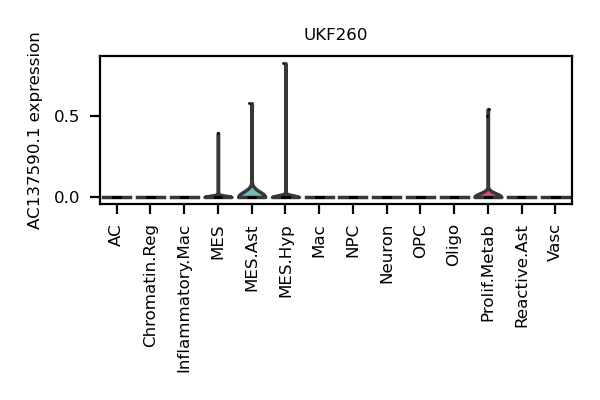 UKF260
AC137590.1 expression
0.5
0.0
AC
Chromatin.Reg
Inflammatory.Mac
MES
MES.Ast
MES.Hyp
Mac
NPC
Neuron
OPC
Oligo
Prolif.Metab
Reactive.Ast
Vasc